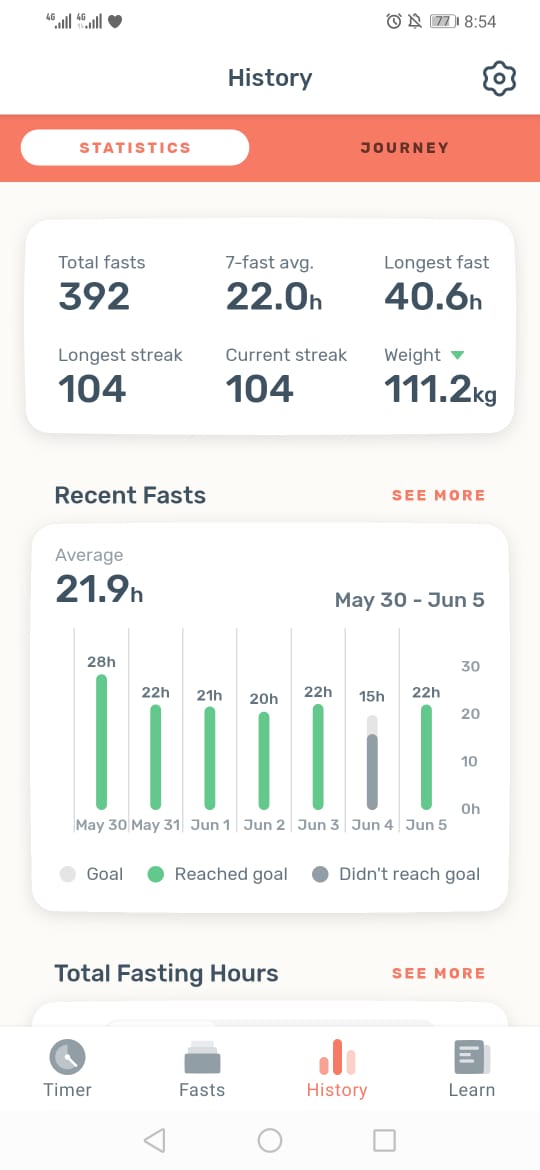 4G 4G 77 8:54
History
STATISTICS JOURNEY
Total fasts 7-fast avg. Longest fast
392 22.0h 40.6h
Longest streak Current streak Weight
104 104 111.2kg
Recent Fasts SEE MORE
Average
21.9h
May 30 - Jun 5
28h 22h 21h 20h 22h 15h 22h
30
20
10
0h
May 30 May 31 Jun 1 Jun 2 Jun 3 Jun 4 Jun 5
Goal Reached goal Didn't reach goal
Total Fasting Hours SEE MORE
Timer Fasts History Learn